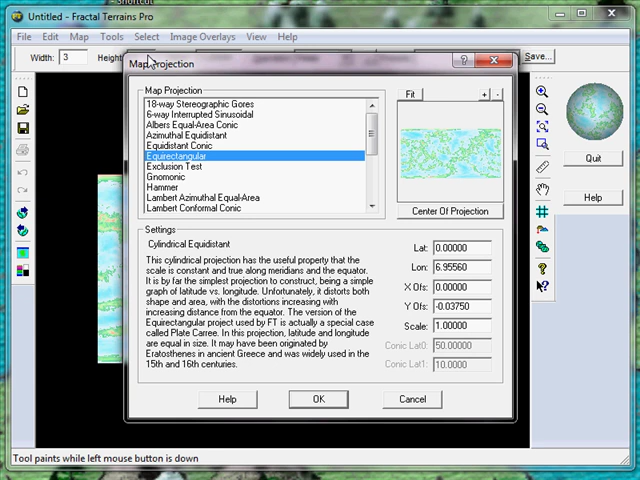 Shortcut
Untitled - Fractal Terrains Pro
File Edit Map Tools Select Image Overlays View Help
Width: 3 Height Save...
Map Projection
Map Projection
18-way Stereographic Gores
6-way Interrupted Sinusoidal
Albers Equal-Area Conic
Azimuthal Equidistant
Equidistant Conic
Equirectangular
Exclusion Test
Gnomonic
Hammer
Lambert Azimuthal Equal-Area
Lambert Conformal Conic
Fit + -
Center Of Projection
Quit
Help
Settings
Cylindrical Equidistant
This cylindrical projection has the useful property that the
scale is constant and true along meridians and the equator.
It is by far the simplest projection to construct, being a simple
graph of latitude vs. longitude. Unfortunately, it distorts both
shape and area, with the distortions increasing with
increasing distance from the equator. The version of the
Equirectangular project used by FT is actually a special case
called Plate Carree. In this projection, latitude and longitude
are equal in size. It may have been originated by
Eratosthenes in ancient Greece and was widely used in the
15th and 16th centuries.
Lat: 0.00000
Lon: 6.95560
X Ofs: 0.00000
Y Ofs: -0.03750
Scale: 1.00000
Conic Lat0: 50.00000
Conic Lat1: 10.0000
Help OK Cancel
Tool paints while left mouse button is down